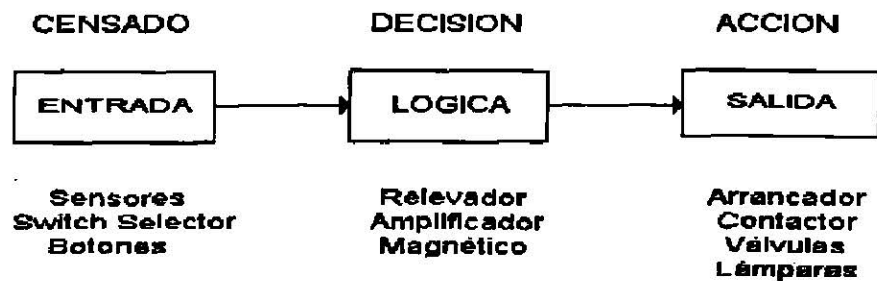 CENSADO DECISION ACCION
ENTRADA LOGICA SALIDA
Sensores Relevador Arrancador
Switch Selector Amplificador Contactor
Botones Magnético Válvulas
Lámparas